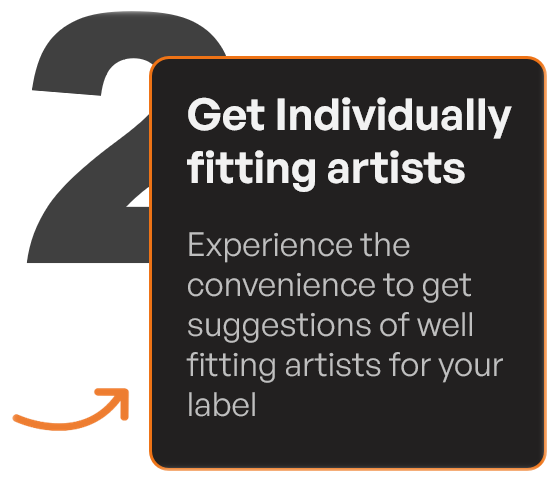 2
Get Individually
fitting artists
Experience the
convenience to get
suggestions of well
fitting artists for your
label